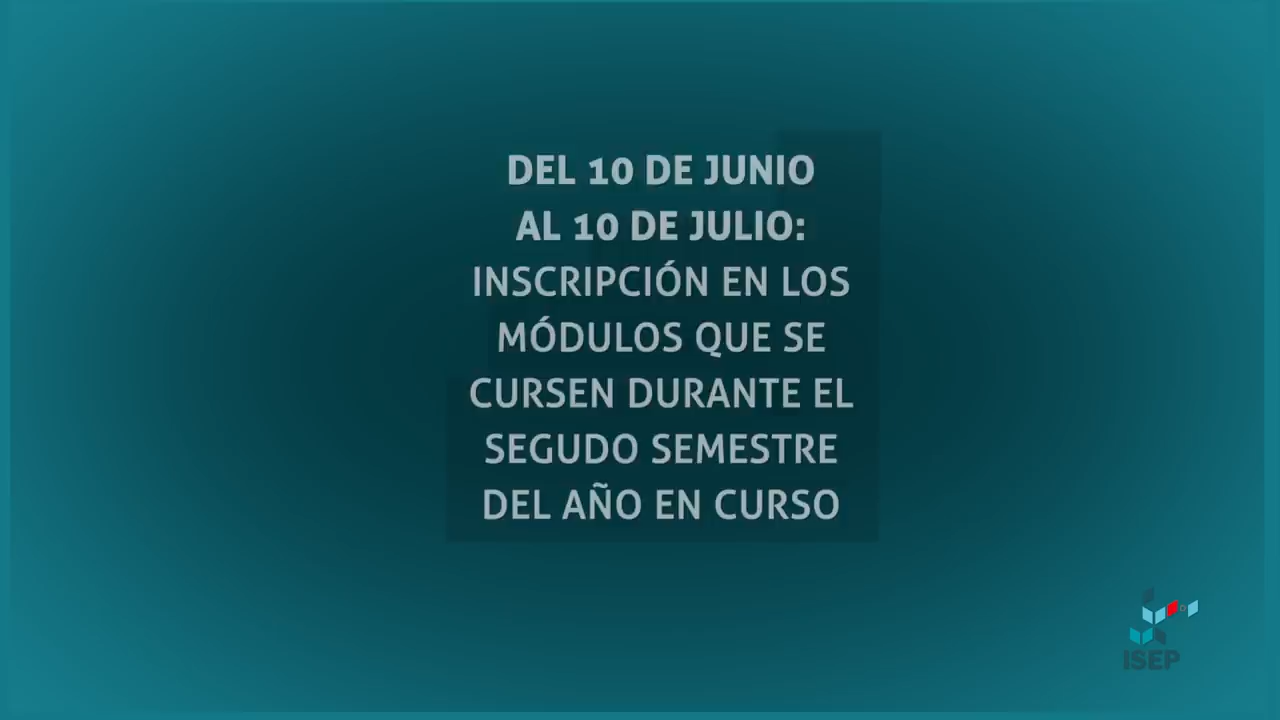 DEL 10 DE JUNIO
AL 10 DE JULIO:
INSCRIPCIÓN EN LOS
MÓDULOS QUE SE
CURSEN DURANTE EL
SEGUDO SEMESTRE
DEL AÑO EN CURSO
ISEP